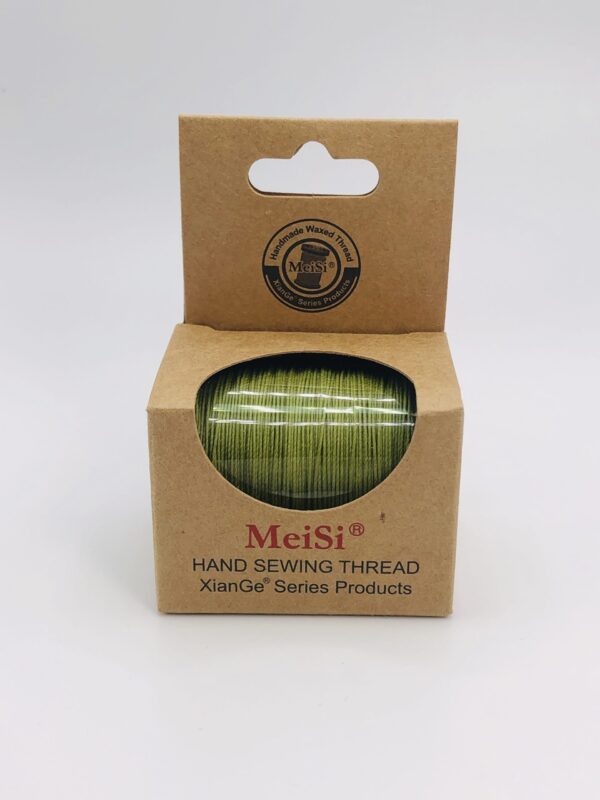 Handmade Waxed Thread
MeiSi®
XianGe® Series Products
MeiSi®
HAND SEWING THREAD
XianGe® Series Products